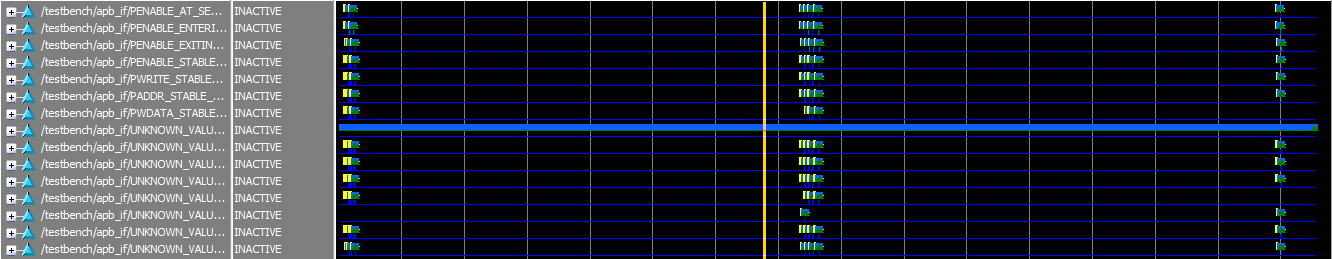 /testbench/apb_if/PENABLE_AT_SE... INACTIVE
/testbench/apb_if/PENABLE_ENTERI... INACTIVE
/testbench/apb_if/PENABLE_EXITIN... INACTIVE
/testbench/apb_if/PENABLE_STABLE... INACTIVE
/testbench/apb_if/PWRITE_STABLE... INACTIVE
/testbench/apb_if/PADDR_STABLE_... INACTIVE
/testbench/apb_if/PWDATA_STABLE... INACTIVE
/testbench/apb_if/UNKNOWN_VALU... INACTIVE
/testbench/apb_if/UNKNOWN_VALU... INACTIVE
/testbench/apb_if/UNKNOWN_VALU... INACTIVE
/testbench/apb_if/UNKNOWN_VALU... INACTIVE
/testbench/apb_if/UNKNOWN_VALU... INACTIVE
/testbench/apb_if/UNKNOWN_VALU... INACTIVE
/testbench/apb_if/UNKNOWN_VALU... INACTIVE
/testbench/apb_if/UNKNOWN_VALU... INACTIVE